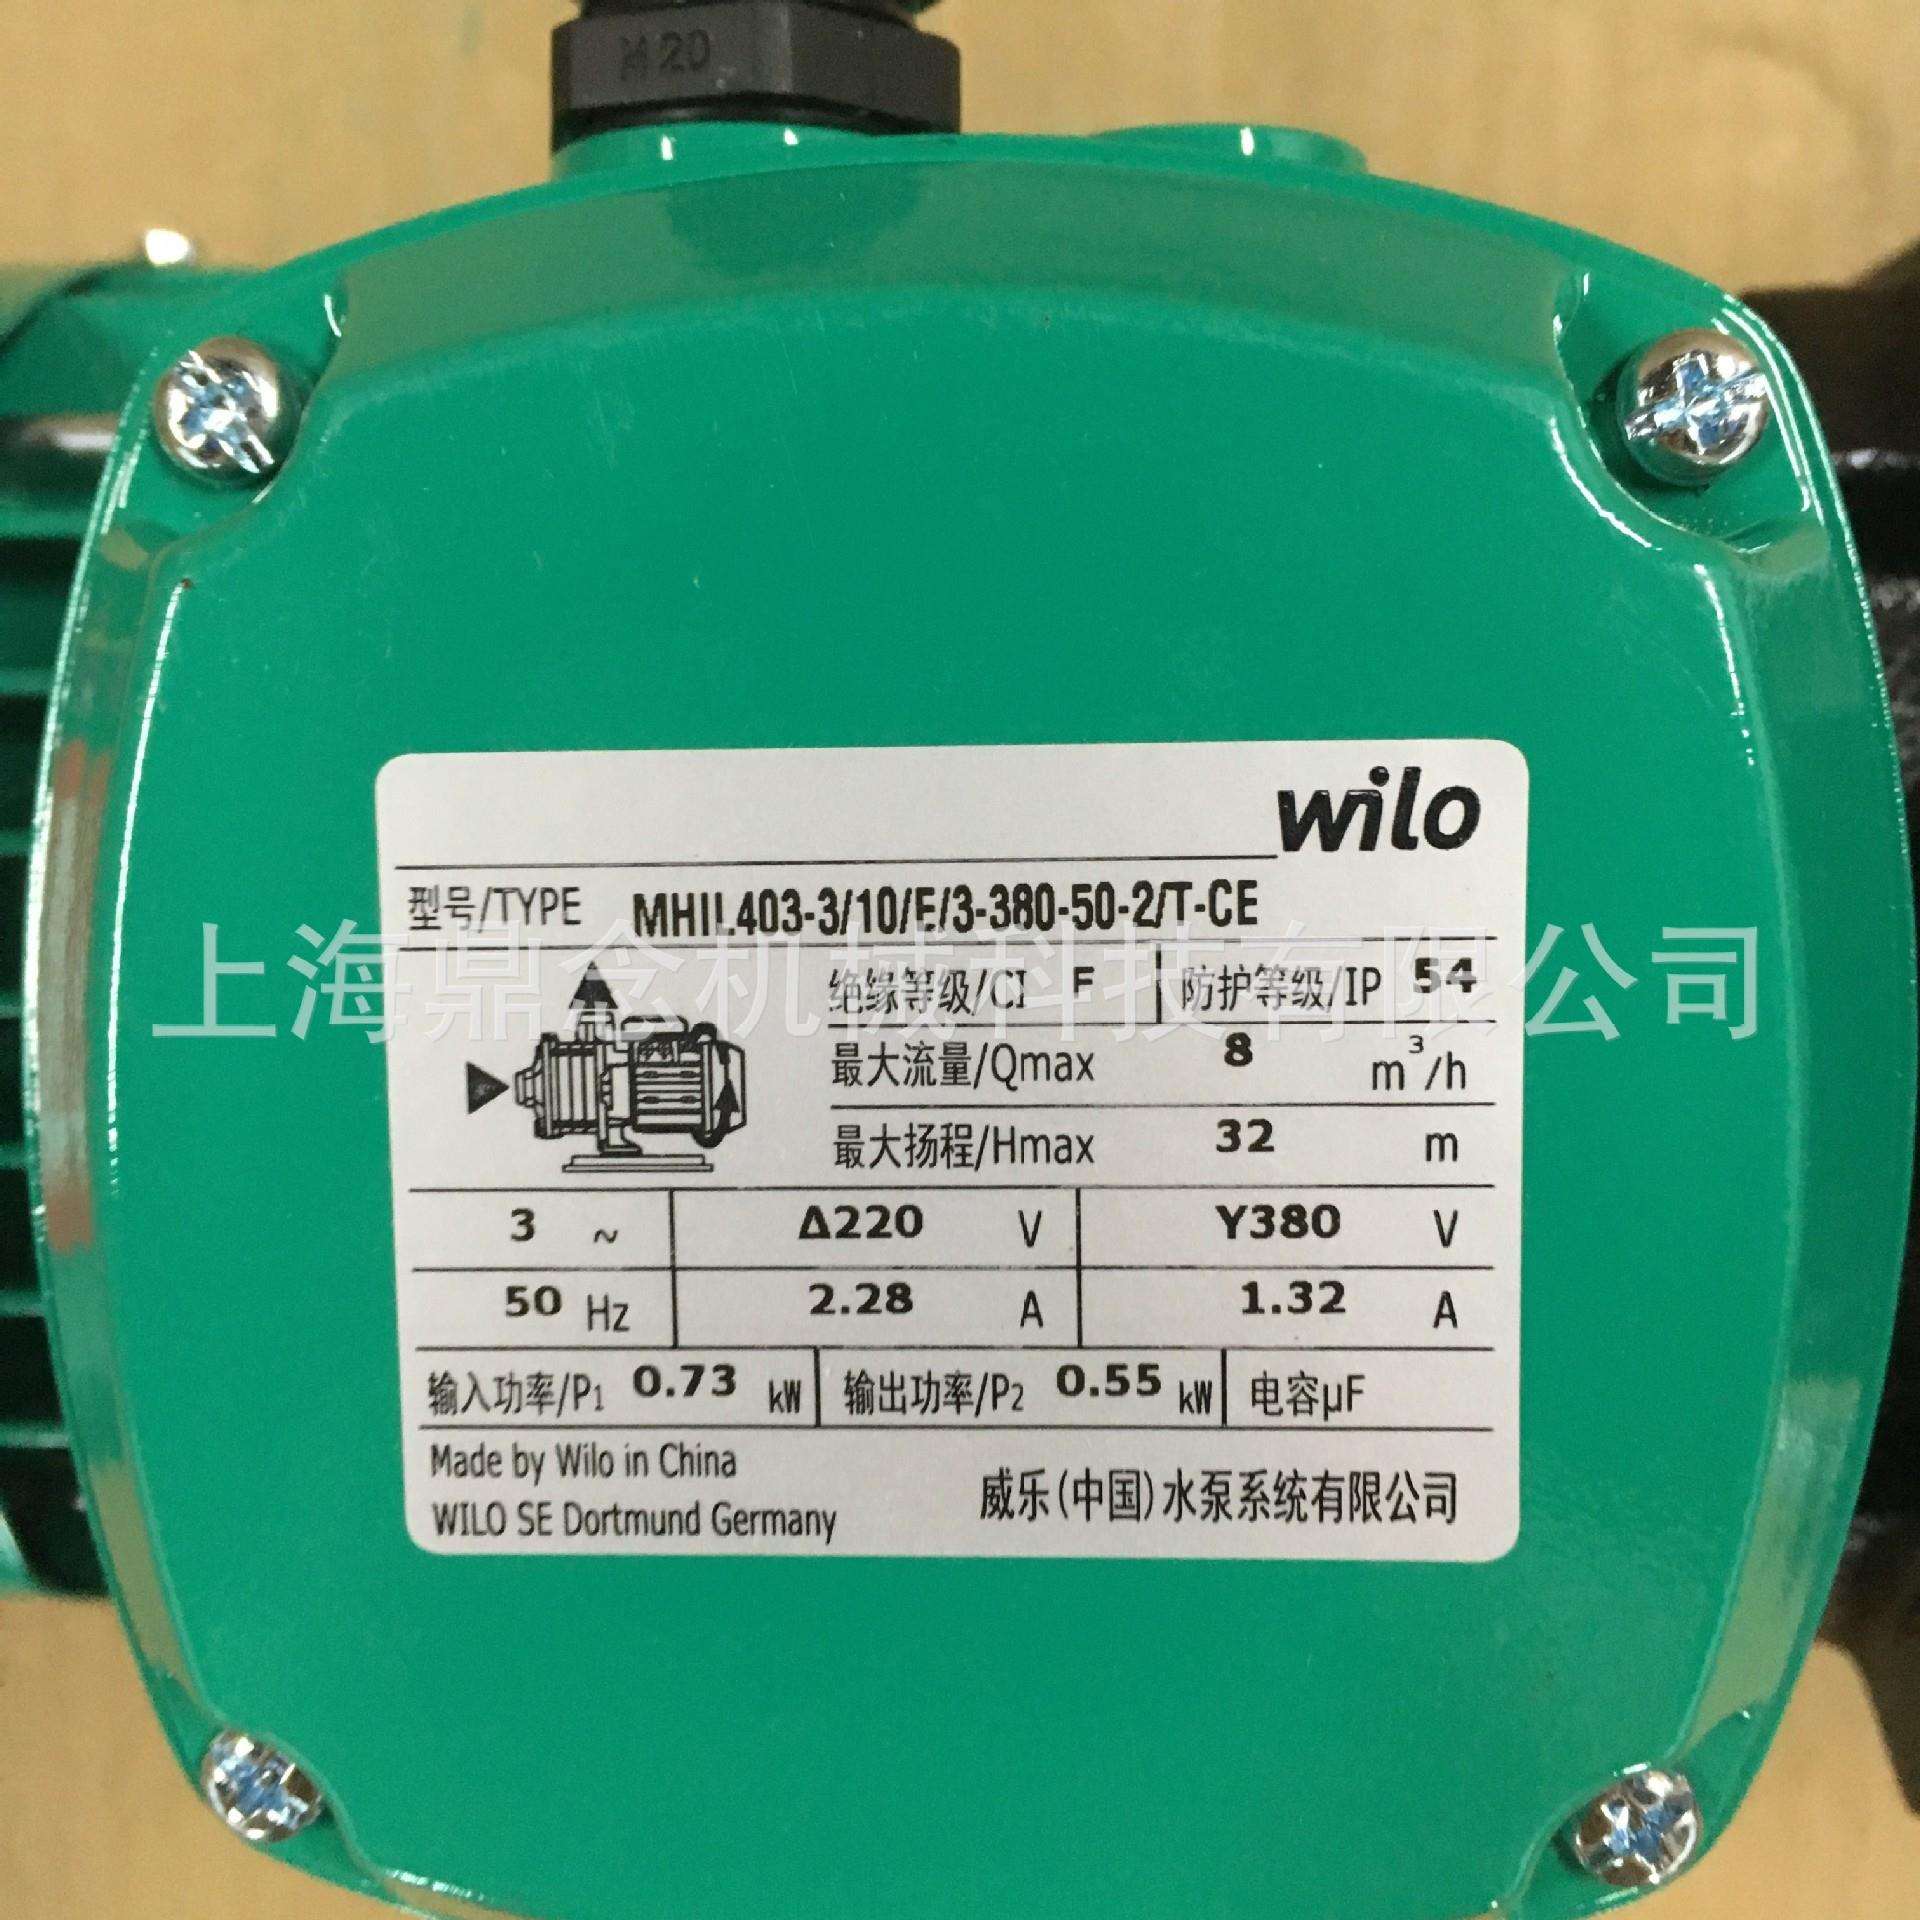 M20
wilo
型号/TYPE MHIL403-3/10/E/3-380-50-2/T-CE
上海鼎念机械科技有限公司
绝缘等级/CI F 防护等级/IP 54
最大流量/Qmax 8 m³/h
最大扬程/Hmax 32 m
3 ~ Δ220 V Y380 V
50 Hz 2.28 A 1.32 A
输入功率/P1 0.73 kW 输出功率/P2 0.55 kW 电容μF
Made by Wilo in China
WILO SE Dortmund Germany
威乐(中国)水泵系统有限公司